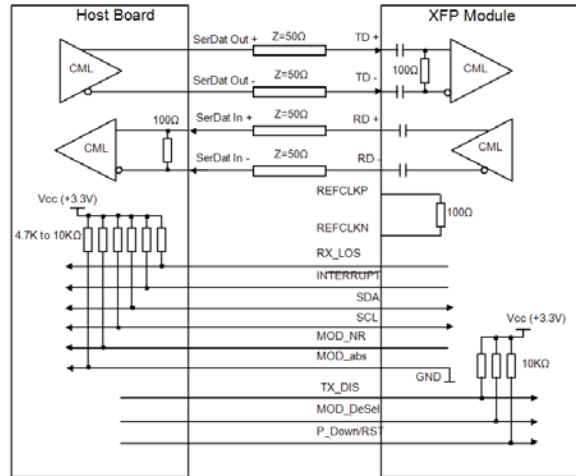 Host Board
XFP Module
SerDat Out +
Z=50Ω
TD +
CML
100Ω
CML
SerDat Out -
Z=50Ω
TD -
SerDat In +
Z=50Ω
RD +
100Ω
CML
CML
SerDat In -
Z=50Ω
RD -
REFCLKP
Vcc (+3.3V)
100Ω
4.7K to 10KΩ
REFCLKN
RX_LOS
INTERRUPT
SDA
SCL
Vcc (+3.3V)
MOD_NR
MOD_abs
10KΩ
GND
TX_DIS
MOD_DeSel
P_Down/RST